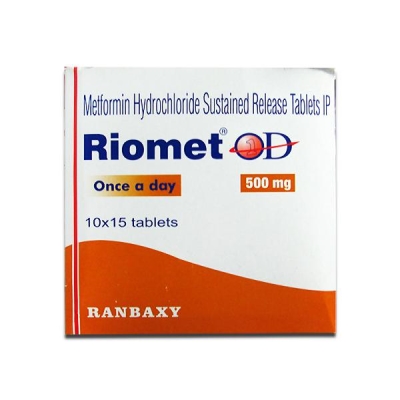 Metformin Hydrochloride Sustained Release Tablets IP
Riomet® OD
Once a day
500 mg
10x15 tablets
RANBAXY